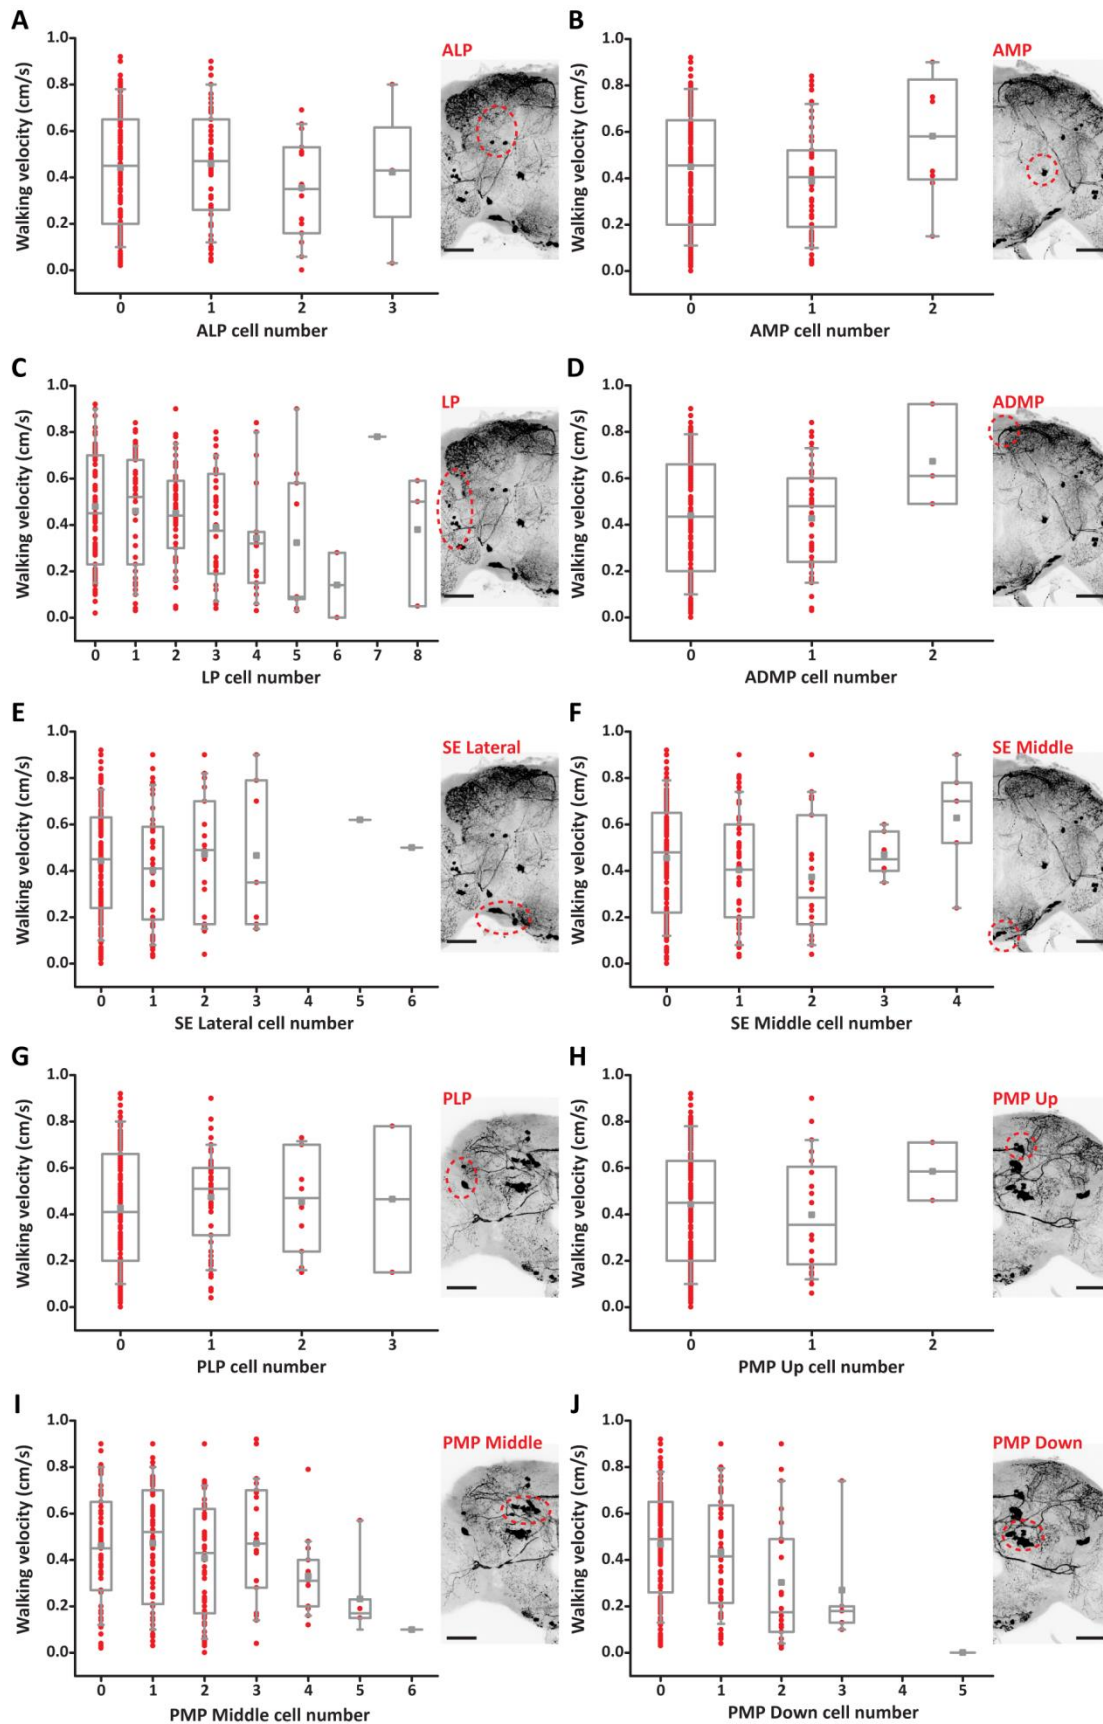 A
Walking velocity (cm/s)
1.0
0.8
0.6
0.4
0.2
0.0
0 1 2 3
ALP cell number
ALP
B
Walking velocity (cm/s)
1.0
0.8
0.6
0.4
0.2
0.0
0 1 2
AMP cell number
AMP
C
Walking velocity (cm/s)
1.0
0.8
0.6
0.4
0.2
0.0
0 1 2 3 4 5 6 7 8
LP cell number
LP
D
Walking velocity (cm/s)
1.0
0.8
0.6
0.4
0.2
0.0
0 1 2
ADMP cell number
ADMP
E
Walking velocity (cm/s)
1.0
0.8
0.6
0.4
0.2
0.0
0 1 2 3 4 5 6
SE Lateral cell number
SE Lateral
F
Walking velocity (cm/s)
1.0
0.8
0.6
0.4
0.2
0.0
0 1 2 3 4
SE Middle cell number
SE Middle
G
Walking velocity (cm/s)
1.0
0.8
0.6
0.4
0.2
0.0
0 1 2 3
PLP cell number
PLP
H
Walking velocity (cm/s)
1.0
0.8
0.6
0.4
0.2
0.0
0 1 2
PMP Up cell number
PMP Up
I
Walking velocity (cm/s)
1.0
0.8
0.6
0.4
0.2
0.0
0 1 2 3 4 5 6
PMP Middle cell number
PMP Middle
J
Walking velocity (cm/s)
1.0
0.8
0.6
0.4
0.2
0.0
0 1 2 3 4 5
PMP Down cell number
PMP Down